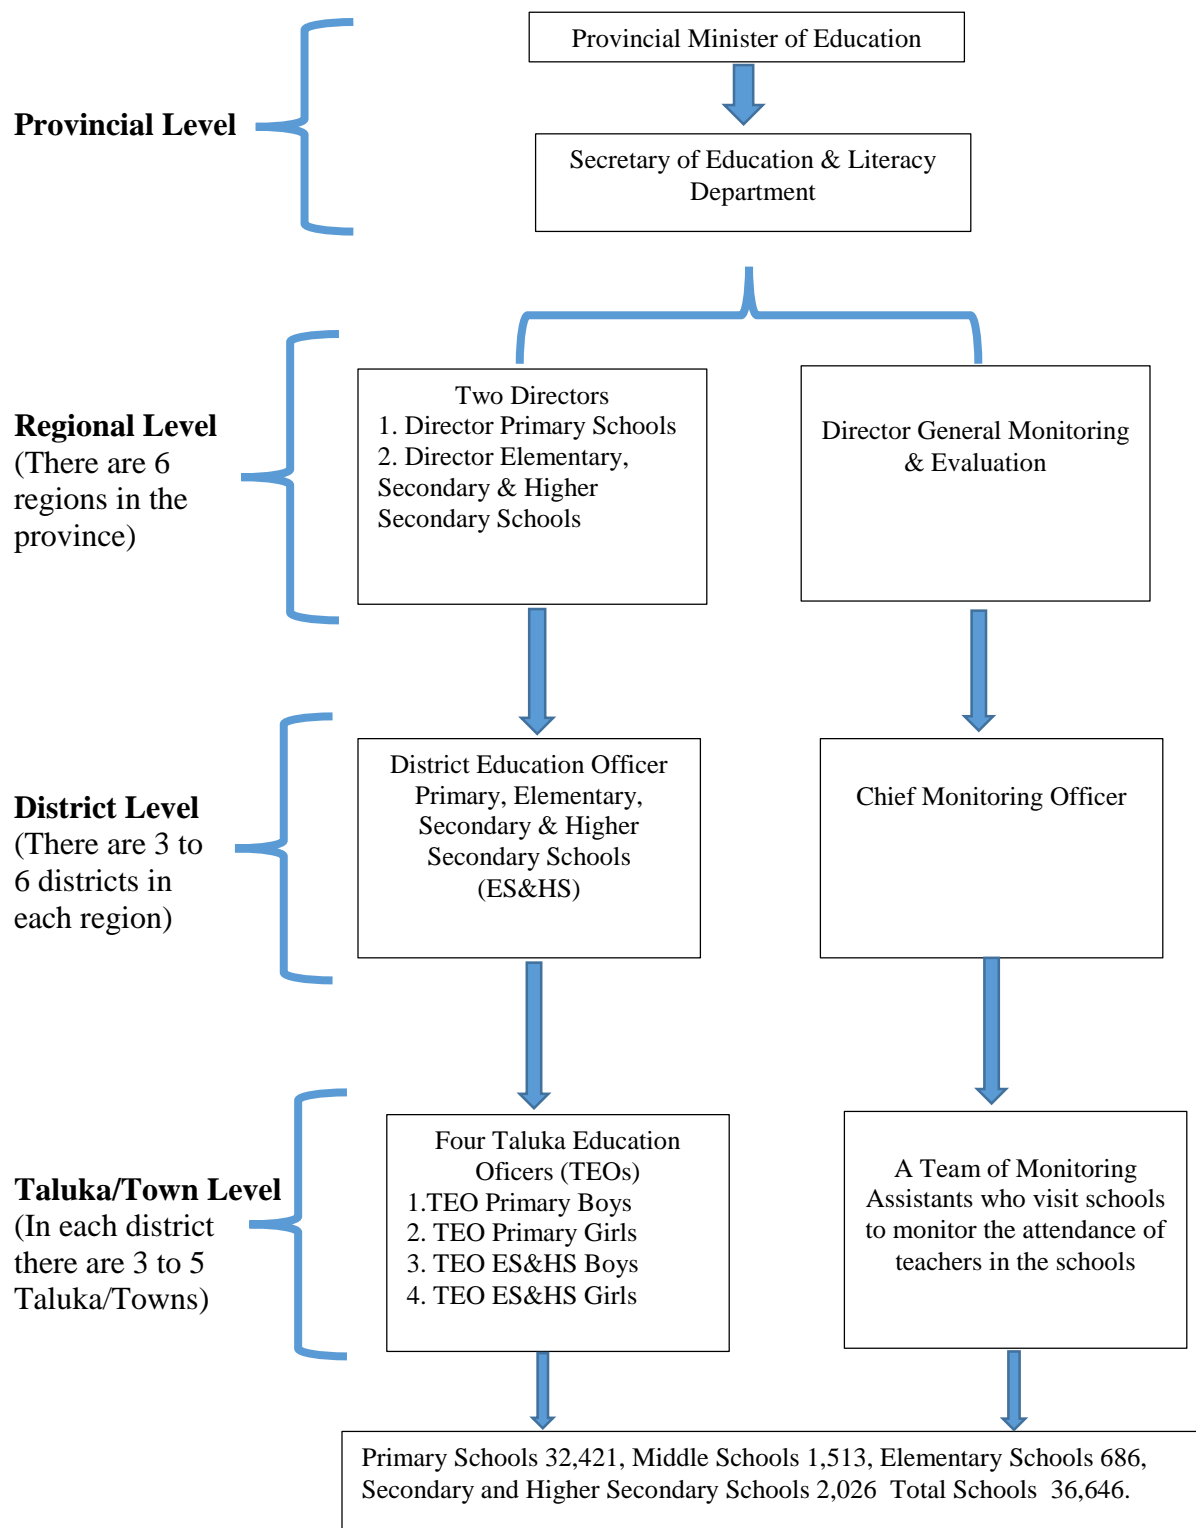 Provincial Minister of Education
Provincial Level
Secretary of Education & Literacy
Department
Regional Level
(There are 6
regions in the
province)
Two Directors
1. Director Primary Schools
2. Director Elementary,
Secondary & Higher
Secondary Schools
Director General Monitoring
& Evaluation
District Level
(There are 3 to
6 districts in
each region)
District Education Officer
Primary, Elementary,
Secondary & Higher
Secondary Schools
(ES&HS)
Chief Monitoring Officer
Taluka/Town Level
(In each district
there are 3 to 5
Taluka/Towns)
Four Taluka Education
Oficers (TEOs)
1.TEO Primary Boys
2. TEO Primary Girls
3. TEO ES&HS Boys
4. TEO ES&HS Girls
A Team of Monitoring
Assistants who visit schools
to monitor the attendance of
teachers in the schools
Primary Schools 32,421, Middle Schools 1,513, Elementary Schools 686,
Secondary and Higher Secondary Schools 2,026  Total Schools  36,646.